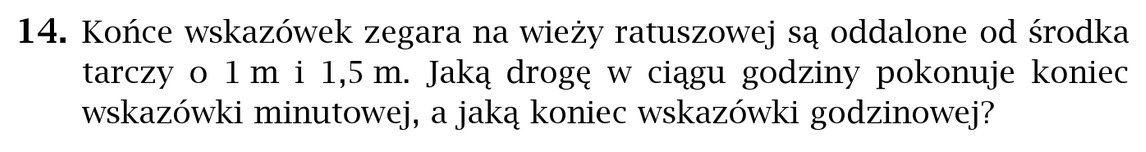 14. Końce wskazówek zegara na wieży ratuszowej są oddalone od środka
tarczy o 1 m i 1,5 m. Jaką drogę w ciągu godziny pokonuje koniec
wskazówki minutowej, a jaką koniec wskazówki godzinowej?